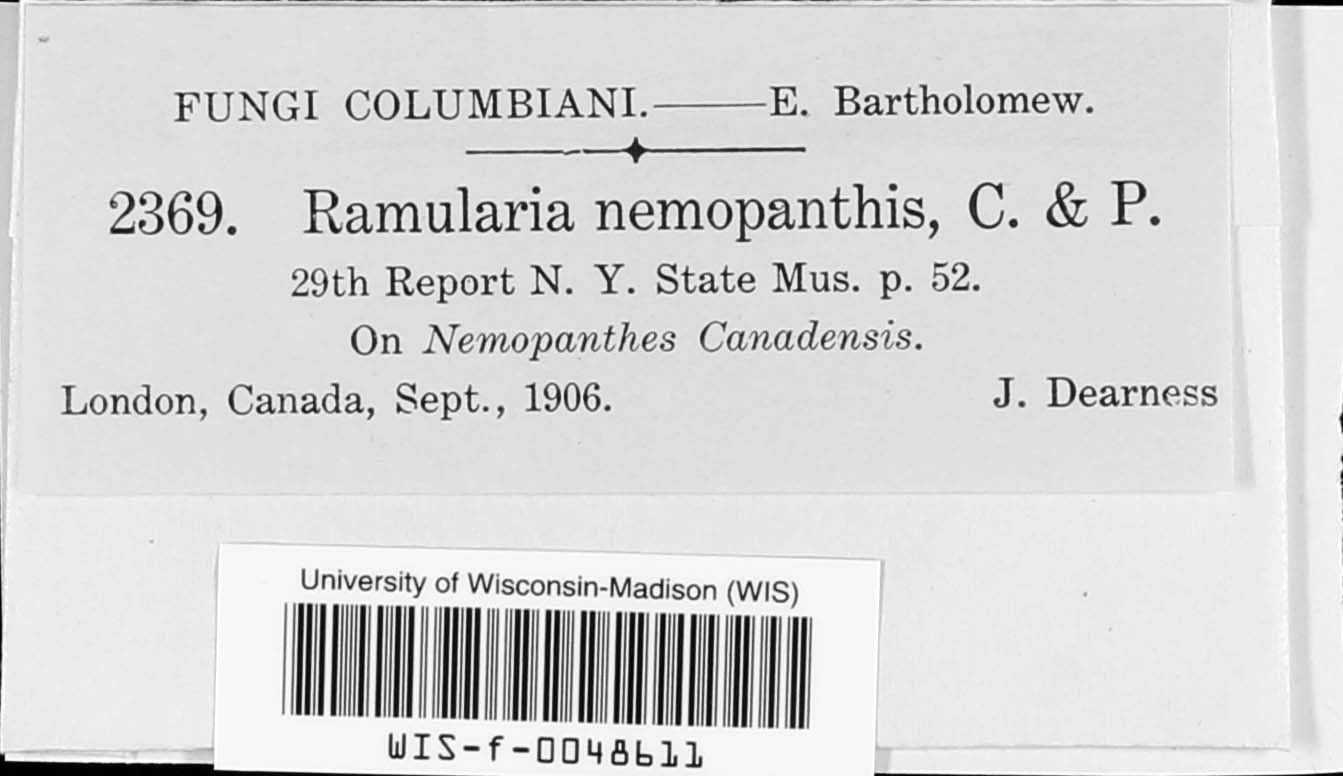 FUNGI COLUMBIANI.——E. Bartholomew.
2369. Ramularia nemopanthis, C. & P.
29th Report N. Y. State Mus. p. 52.
On Nemopanthes Canadensis.
London, Canada, Sept., 1906. J. Dearness
University of Wisconsin-Madison (WIS)
WIS-f-0048611